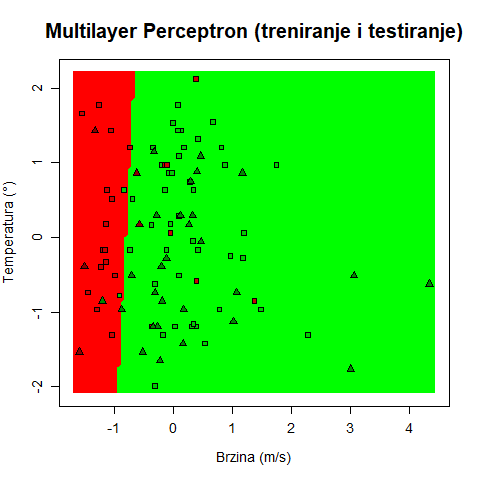 Multilayer Perceptron (treniranje i testiranje)
Temperatura (°)
2
1
0
-1
-2
-1 0 1 2 3 4
Brzina (m/s)